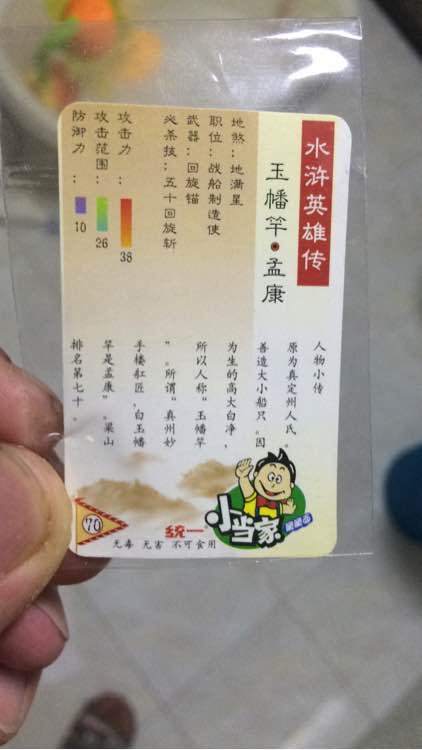 水浒英雄传
玉幡竿·孟康
地煞：地满星
职位：战船制造使
武器：回旋锚
必杀技：五十回旋斩
攻击力：
38
攻击范围：
26
防御力：
10
人物小传
原为真定州人氏。
善造大小船只。因
为生的高大白净、
所以人称“玉幡竿
”。所谓“真州妙
手楼船匠，白玉幡
竿是孟康”。梁山
排名第七十。
70
统一
小当家
脆脆面
无毒 无害 不可食用